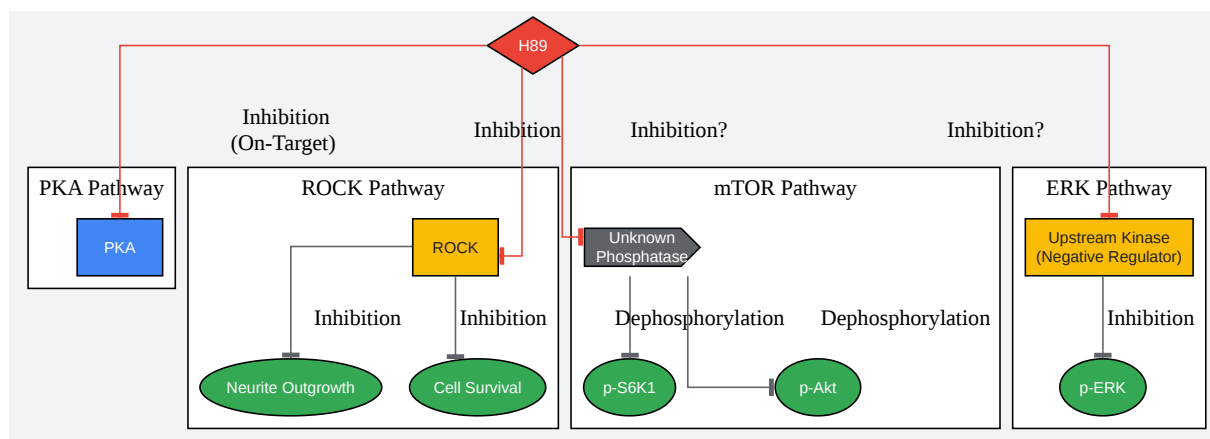 H89
Inhibition
(On-Target)
Inhibition
Inhibition?
Inhibition?
PKA Pathway
ROCK Pathway
mTOR Pathway
ERK Pathway
PKA
ROCK
Unknown
Phosphatase
Upstream Kinase
(Negative Regulator)
Inhibition
Inhibition
Dephosphorylation
Dephosphorylation
Inhibition
Neurite Outgrowth
Cell Survival
p-S6K1
p-Akt
p-ERK